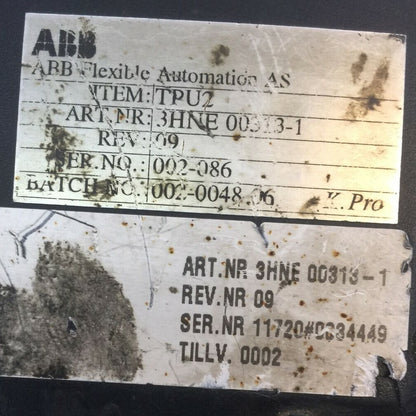 ABB
ABB Flexible Automation AS
ITEM: TPU2
ART.NR: 3HNE 00313-1
REV: 09
SER.NO.: 002-086
BATCH NO.: 002-0048-06 K.Pro
ART.NR 3HNE 00313-1
REV.NR 09
SER.NR 11720#0334449
TILLV. 0002